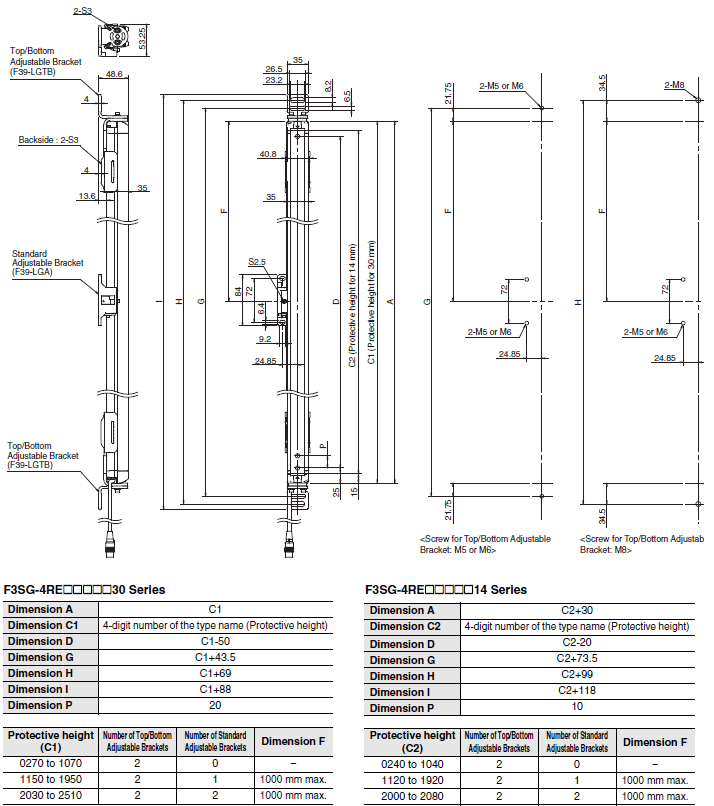 2-S3
53.25
Top/Bottom
Adjustable Bracket
(F39-LGTB)
48.6
4
Backside : 2-S3
4
35
13.6
Standard
Adjustable Bracket
(F39-LGA)
Top/Bottom
Adjustable Bracket
(F39-LGTB)
35
26.5
23.2
8.2
6.5
40.8
35
F
S2.5
84
72
6.4
9.2
24.85
I
H
G
D
C2 (Protective height for 14 mm)
C1 (Protective height for 30 mm)
A
P
25
15
21.75
2-M5 or M6
F
G
72
2-M5 or M6
24.85
21.75
<Screw for Top/Bottom Adjustable
Bracket: M5 or M6>
34.5
2-M8
F
H
72
2-M5 or M6
24.85
34.5
<Screw for Top/Bottom Adjustab
Bracket: M8>
F3SG-4RE□□□□□30 Series
Dimension A C1
Dimension C1 4-digit number of the type name (Protective height)
Dimension D C1-50
Dimension G C1+43.5
Dimension H C1+69
Dimension I C1+88
Dimension P 20
Protective height (C1) Number of Top/Bottom Adjustable Brackets Number of Standard Adjustable Brackets Dimension F
0270 to 1070 2 0 –
1150 to 1950 2 1 1000 mm max.
2030 to 2510 2 2 1000 mm max.
F3SG-4RE□□□□□14 Series
Dimension A C2+30
Dimension C2 4-digit number of the type name (Protective height)
Dimension D C2-20
Dimension G C2+73.5
Dimension H C2+99
Dimension I C2+118
Dimension P 10
Protective height (C2) Number of Top/Bottom Adjustable Brackets Number of Standard Adjustable Brackets Dimension F
0240 to 1040 2 0 –
1120 to 1920 2 1 1000 mm max.
2000 to 2080 2 2 1000 mm max.